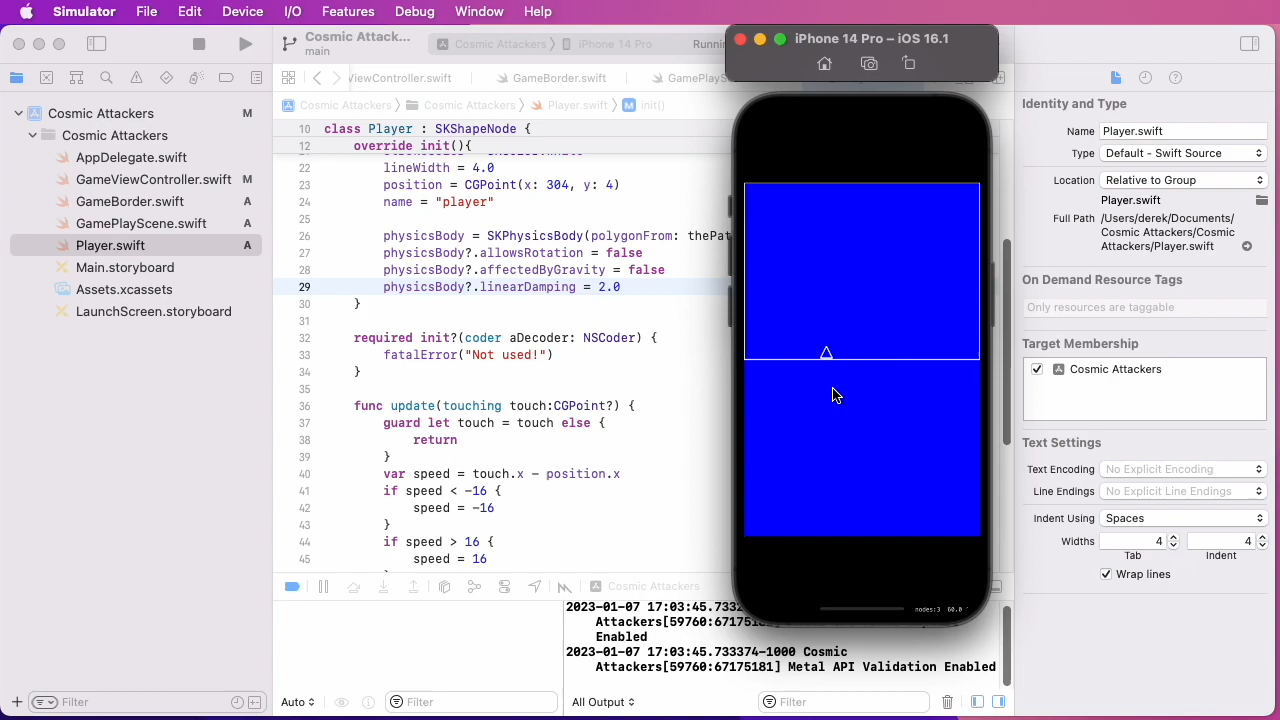 Simulator File Edit Device I/O Features Debug Window Help
Cosmic Attack...
main
Cosmic Attackers
iPhone 14 Pro
Runnin
iPhone 14 Pro – iOS 16.1
ViewController.swift
GameBorder.swift
GamePlayS
Cosmic Attackers
Cosmic Attackers
Player.swift
M
init()
Cosmic Attackers M
Cosmic Attackers
AppDelegate.swift
GameViewController.swift M
GameBorder.swift A
GamePlayScene.swift A
Player.swift A
Main.storyboard
Assets.xcassets
LaunchScreen.storyboard
Filter
10 class Player : SKShapeNode {
12 override init(){
22 lineWidth = 4.0
23 position = CGPoint(x: 304, y: 4)
24 name = "player"
25
26 physicsBody = SKPhysicsBody(polygonFrom: thePat
27 physicsBody?.allowsRotation = false
28 physicsBody?.affectedByGravity = false
29 physicsBody?.linearDamping = 2.0
30 }
31
32 required init?(coder aDecoder: NSCoder) {
33 fatalError("Not used!")
34 }
35
36 func update(touching touch:CGPoint?) {
37 guard let touch = touch else {
38 return
39 }
40 var speed = touch.x - position.x
41 if speed < -16 {
42 speed = -16
43 }
44 if speed > 16 {
45 speed = 16
nodes:3 60.0
Cosmic Attackers
2023-01-07 17:03:45.732
Attackers[59760:6717518
Enabled
2023-01-07 17:03:45.733374-1000 Cosmic
Attackers[59760:67175181] Metal API Validation Enabled
Auto
Filter
All Output
Filter
Identity and Type
Name Player.swift
Type Default - Swift Source
Location Relative to Group
Player.swift
Full Path /Users/derek/Documents/
Cosmic Attackers/Cosmic
Attackers/Player.swift
On Demand Resource Tags
Only resources are taggable
Target Membership
Cosmic Attackers
Text Settings
Text Encoding No Explicit Encoding
Line Endings No Explicit Line Endings
Indent Using Spaces
Widths 4 4
Tab Indent
Wrap lines